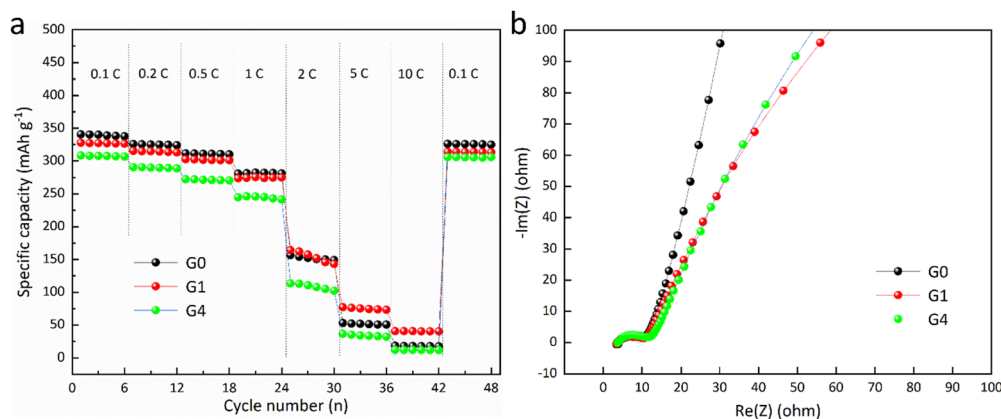 a
Specific capacity (mAh g⁻¹)
500
450
400
350
300
250
200
150
100
50
0
0.1 C
0.2 C
0.5 C
1 C
2 C
5 C
10 C
0.1 C
G0
G1
G4
0 6 12 18 24 30 36 42 48
Cycle number (n)
b
-Im(Z) (ohm)
100
90
80
70
60
50
40
30
20
10
0
-10
G0
G1
G4
-10 0 10 20 30 40 50 60 70 80 90 100
Re(Z) (ohm)